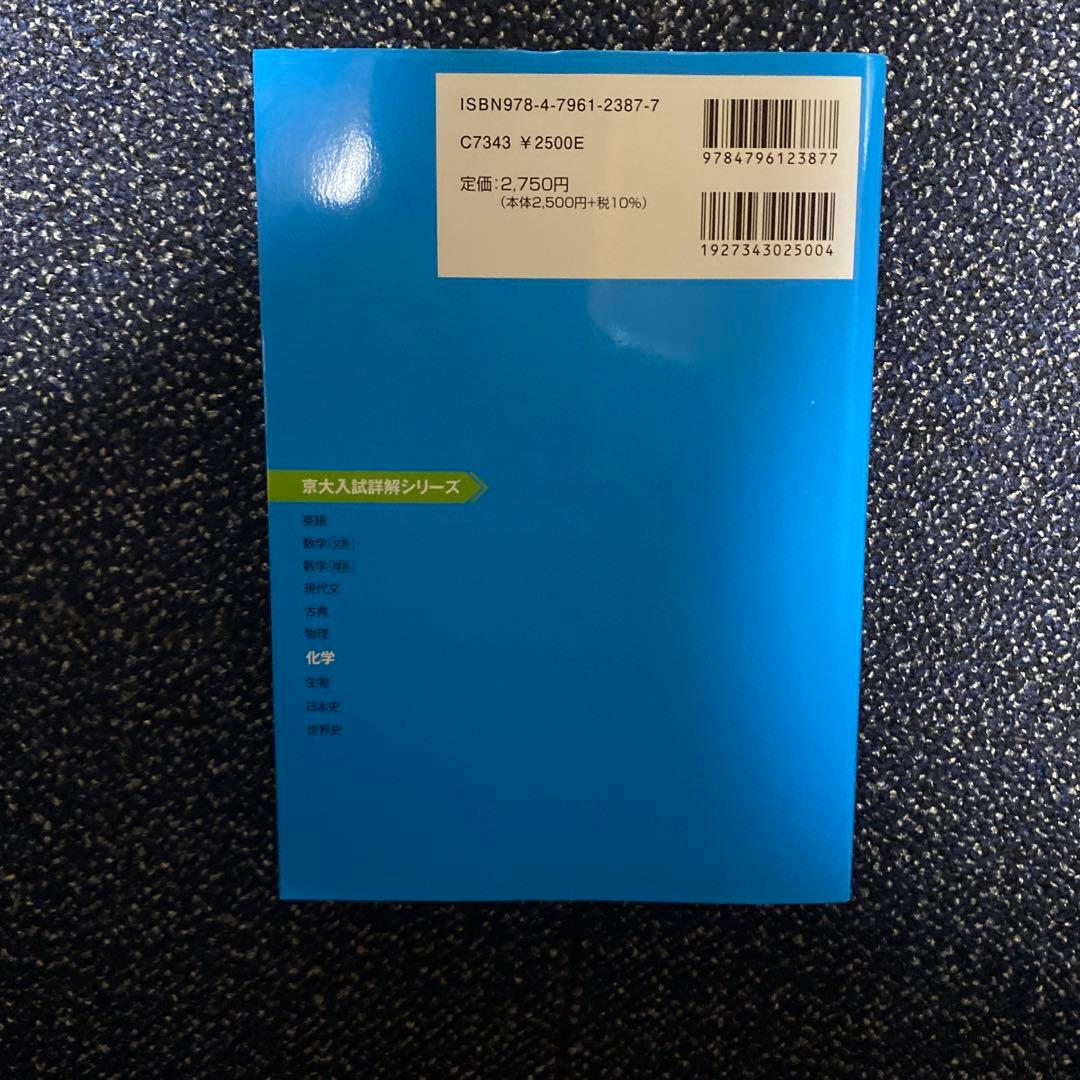 ISBN978-4-7961-2387-7
C7343 ¥2500E
定価:2,750円
(本体2,500円+税10%)
9784796123877
1927343025004
京大入試詳解シリーズ
英語
数学 文系
数学 理系
現代文
古典
物理
化学
生物
日本史
世界史